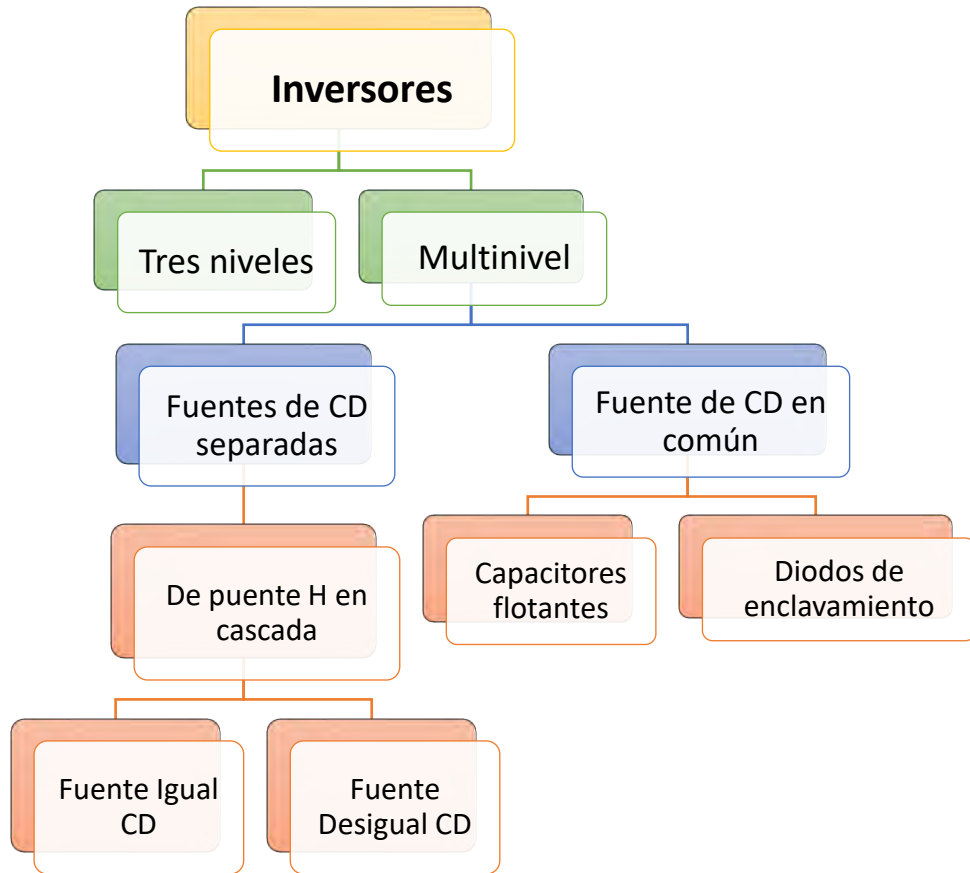 Inversores
Tres niveles
Multinivel
Fuentes de CD
separadas
Fuente de CD en
común
De puente H en
cascada
Capacitores
flotantes
Diodos de
enclavamiento
Fuente Igual
CD
Fuente
Desigual CD